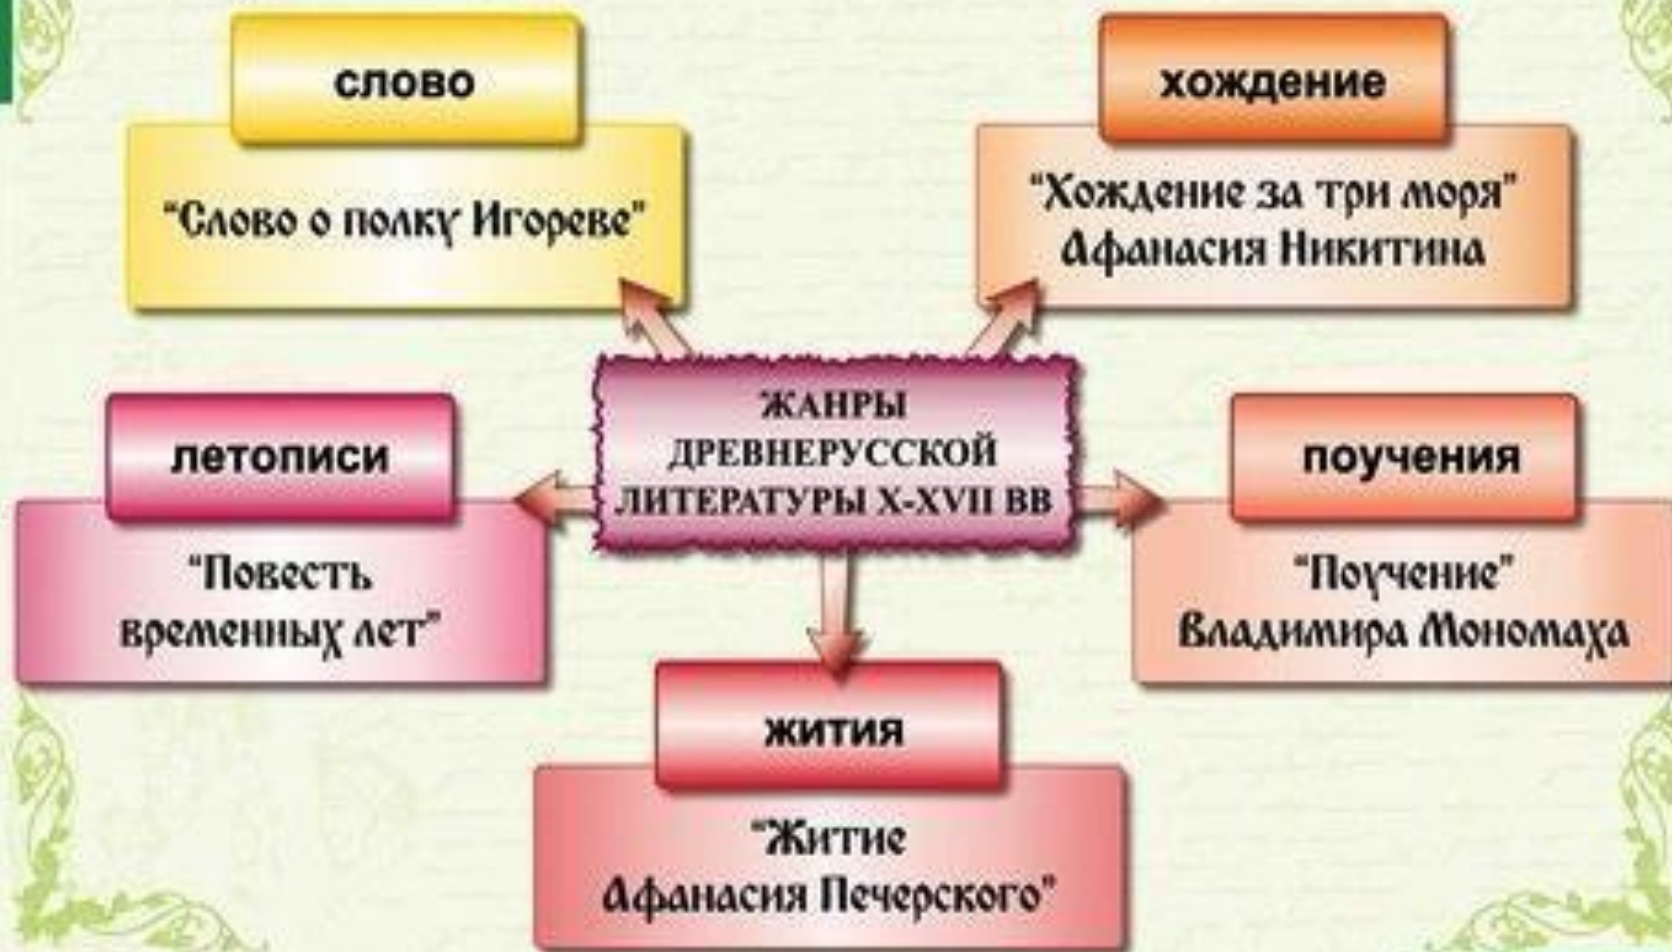 слово
"Слово о полку Игореве"
хождение
"Хождение за три моря"
Афанасия Никитина
ЖАНРЫ
ДРЕВНЕРУССКОЙ
ЛИТЕРАТУРЫ X-XVII ВВ
летописи
"Повесть
временных лет"
поучения
"Поучение"
Владимира Мономаха
жития
"Житие
Афанасия Печерского"